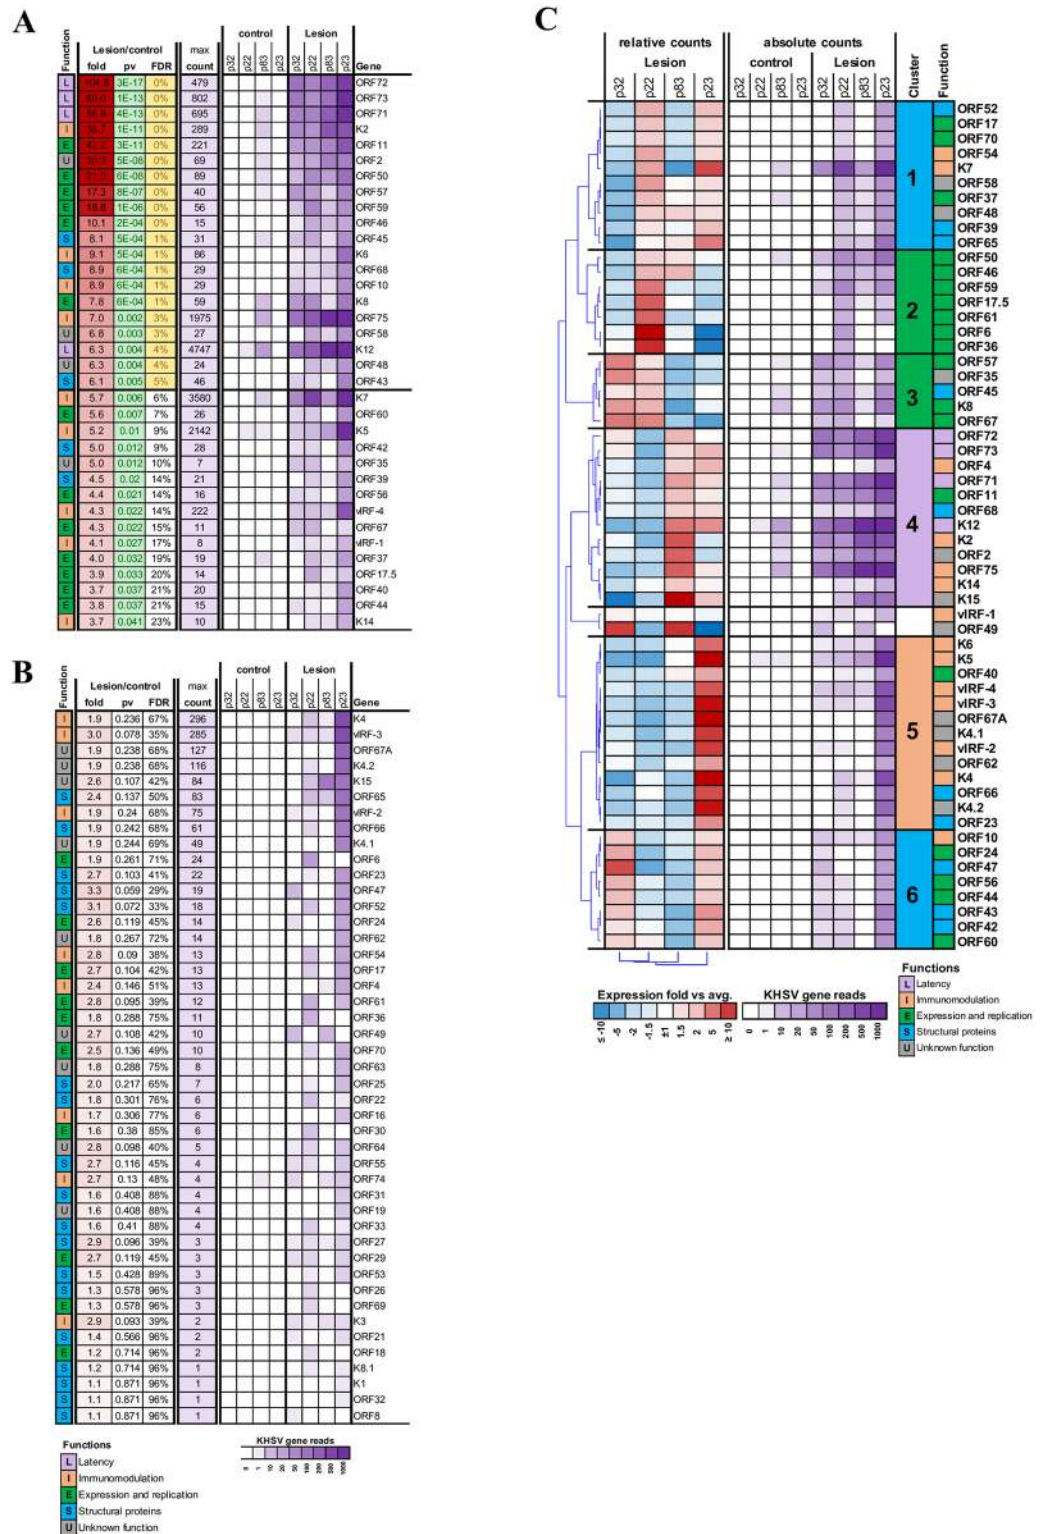 A
Function
Lesion/control
max
control
Lesion
fold pv FDR count p32 p22 p83 p23 p32 p22 p83 p23 Gene
L 3E-17 0% 479 ORF72
L 1E-13 0% 802 ORF73
L 4E-13 0% 695 ORF71
I 1E-11 0% 289 K2
E 3E-11 0% 221 ORF11
U 5E-08 0% 69 ORF2
E 6E-08 0% 89 ORF50
E 17.3 8E-07 0% 40 ORF57
E 1E-06 0% 56 ORF59
E 10.1 2E-04 0% 15 ORF46
S 8.1 5E-04 1% 31 ORF45
I 9.1 5E-04 1% 86 K6
S 8.9 6E-04 1% 29 ORF68
I 8.9 6E-04 1% 29 ORF10
E 7.8 6E-04 1% 59 K8
I 7.0 0.002 3% 1975 ORF75
U 6.8 0.003 3% 27 ORF58
L 6.3 0.004 4% 4747 K12
U 6.3 0.004 4% 24 ORF48
S 6.1 0.005 5% 46 ORF43
I 5.7 0.006 6% 3580 K7
E 5.6 0.007 7% 26 ORF60
I 5.2 0.01 9% 2142 K5
S 5.0 0.012 9% 28 ORF42
U 5.0 0.012 10% 7 ORF35
S 4.5 0.02 14% 21 ORF39
E 4.4 0.021 14% 16 ORF56
I 4.3 0.022 14% 222 vIRF-4
E 4.3 0.022 15% 11 ORF67
I 4.1 0.027 17% 8 vIRF-1
E 4.0 0.032 19% 19 ORF37
E 3.9 0.033 20% 14 ORF17.5
E 3.7 0.037 21% 20 ORF40
E 3.8 0.037 21% 15 ORF44
I 3.7 0.041 23% 10 K14
B
Function
Lesion/control
max
control
Lesion
fold pv FDR count p32 p22 p83 p23 p32 p22 p83 p23 Gene
I 1.9 0.236 67% 296 K4
I 3.0 0.078 35% 285 vIRF-3
U 1.9 0.238 68% 127 ORF67A
U 1.9 0.238 68% 116 K4.2
U 2.6 0.107 42% 84 K15
S 2.4 0.137 50% 83 ORF65
I 1.9 0.24 68% 75 vIRF-2
S 1.9 0.242 68% 61 ORF66
U 1.9 0.244 69% 49 K4.1
E 1.9 0.261 71% 24 ORF6
S 2.7 0.103 41% 22 ORF23
S 3.3 0.059 29% 19 ORF47
S 3.1 0.072 33% 18 ORF52
E 2.6 0.119 45% 14 ORF24
U 1.8 0.267 72% 14 ORF62
I 2.8 0.09 38% 13 ORF54
E 2.7 0.104 42% 13 ORF17
I 2.4 0.146 51% 13 ORF4
E 2.8 0.095 39% 12 ORF61
E 1.8 0.288 75% 11 ORF36
U 2.7 0.108 42% 10 ORF49
E 2.5 0.136 49% 10 ORF70
U 1.8 0.288 75% 8 ORF63
S 2.0 0.217 65% 7 ORF25
S 1.8 0.301 76% 6 ORF22
I 1.7 0.306 77% 6 ORF16
E 1.6 0.38 85% 6 ORF30
U 2.8 0.098 40% 5 ORF64
S 2.7 0.116 45% 4 ORF55
I 2.7 0.13 48% 4 ORF74
S 1.6 0.408 88% 4 ORF31
U 1.6 0.408 88% 4 ORF19
S 1.6 0.41 88% 4 ORF33
S 2.9 0.096 39% 3 ORF27
E 2.7 0.119 45% 3 ORF29
S 1.5 0.428 89% 3 ORF53
S 1.3 0.578 96% 3 ORF26
E 1.3 0.578 96% 3 ORF69
I 2.9 0.093 39% 2 K3
S 1.4 0.566 96% 2 ORF21
E 1.2 0.714 96% 2 ORF18
S 1.2 0.714 96% 1 K8.1
S 1.1 0.871 96% 1 K1
S 1.1 0.871 96% 1 ORF32
S 1.1 0.871 96% 1 ORF8
Functions
L Latency
I Immunomodulation
E Expression and replication
S Structural proteins
U Unknown function
KHSV gene reads
0 1 10 20 50 100 200 500 1000
C
relative counts
absolute counts
Lesion
control
Lesion
p32 p22 p83 p23 p32 p22 p83 p23 p32 p22 p83 p23 Cluster Function
ORF52
ORF17
ORF70
ORF54
K7
1
ORF58
ORF37
ORF48
ORF39
ORF65
ORF50
ORF46
ORF59
ORF17.5
2
ORF61
ORF6
ORF36
ORF57
ORF35
3
ORF45
K8
ORF67
ORF72
ORF73
ORF4
ORF71
ORF11
ORF68
4
K12
K2
ORF2
ORF75
K14
K15
vIRF-1
ORF49
K6
K5
ORF40
vIRF-4
vIRF-3
ORF67A
5
K4.1
vIRF-2
ORF62
K4
ORF66
K4.2
ORF23
ORF10
ORF24
ORF47
ORF56
6
ORF44
ORF43
ORF42
ORF60
Expression fold vs avg.
≤-10 -5 -2 -1.5 ±1 1.5 2 5 ≥10
KHSV gene reads
0 1 10 20 50 100 200 500 1000
Functions
L Latency
I Immunomodulation
E Expression and replication
S Structural proteins
U Unknown function